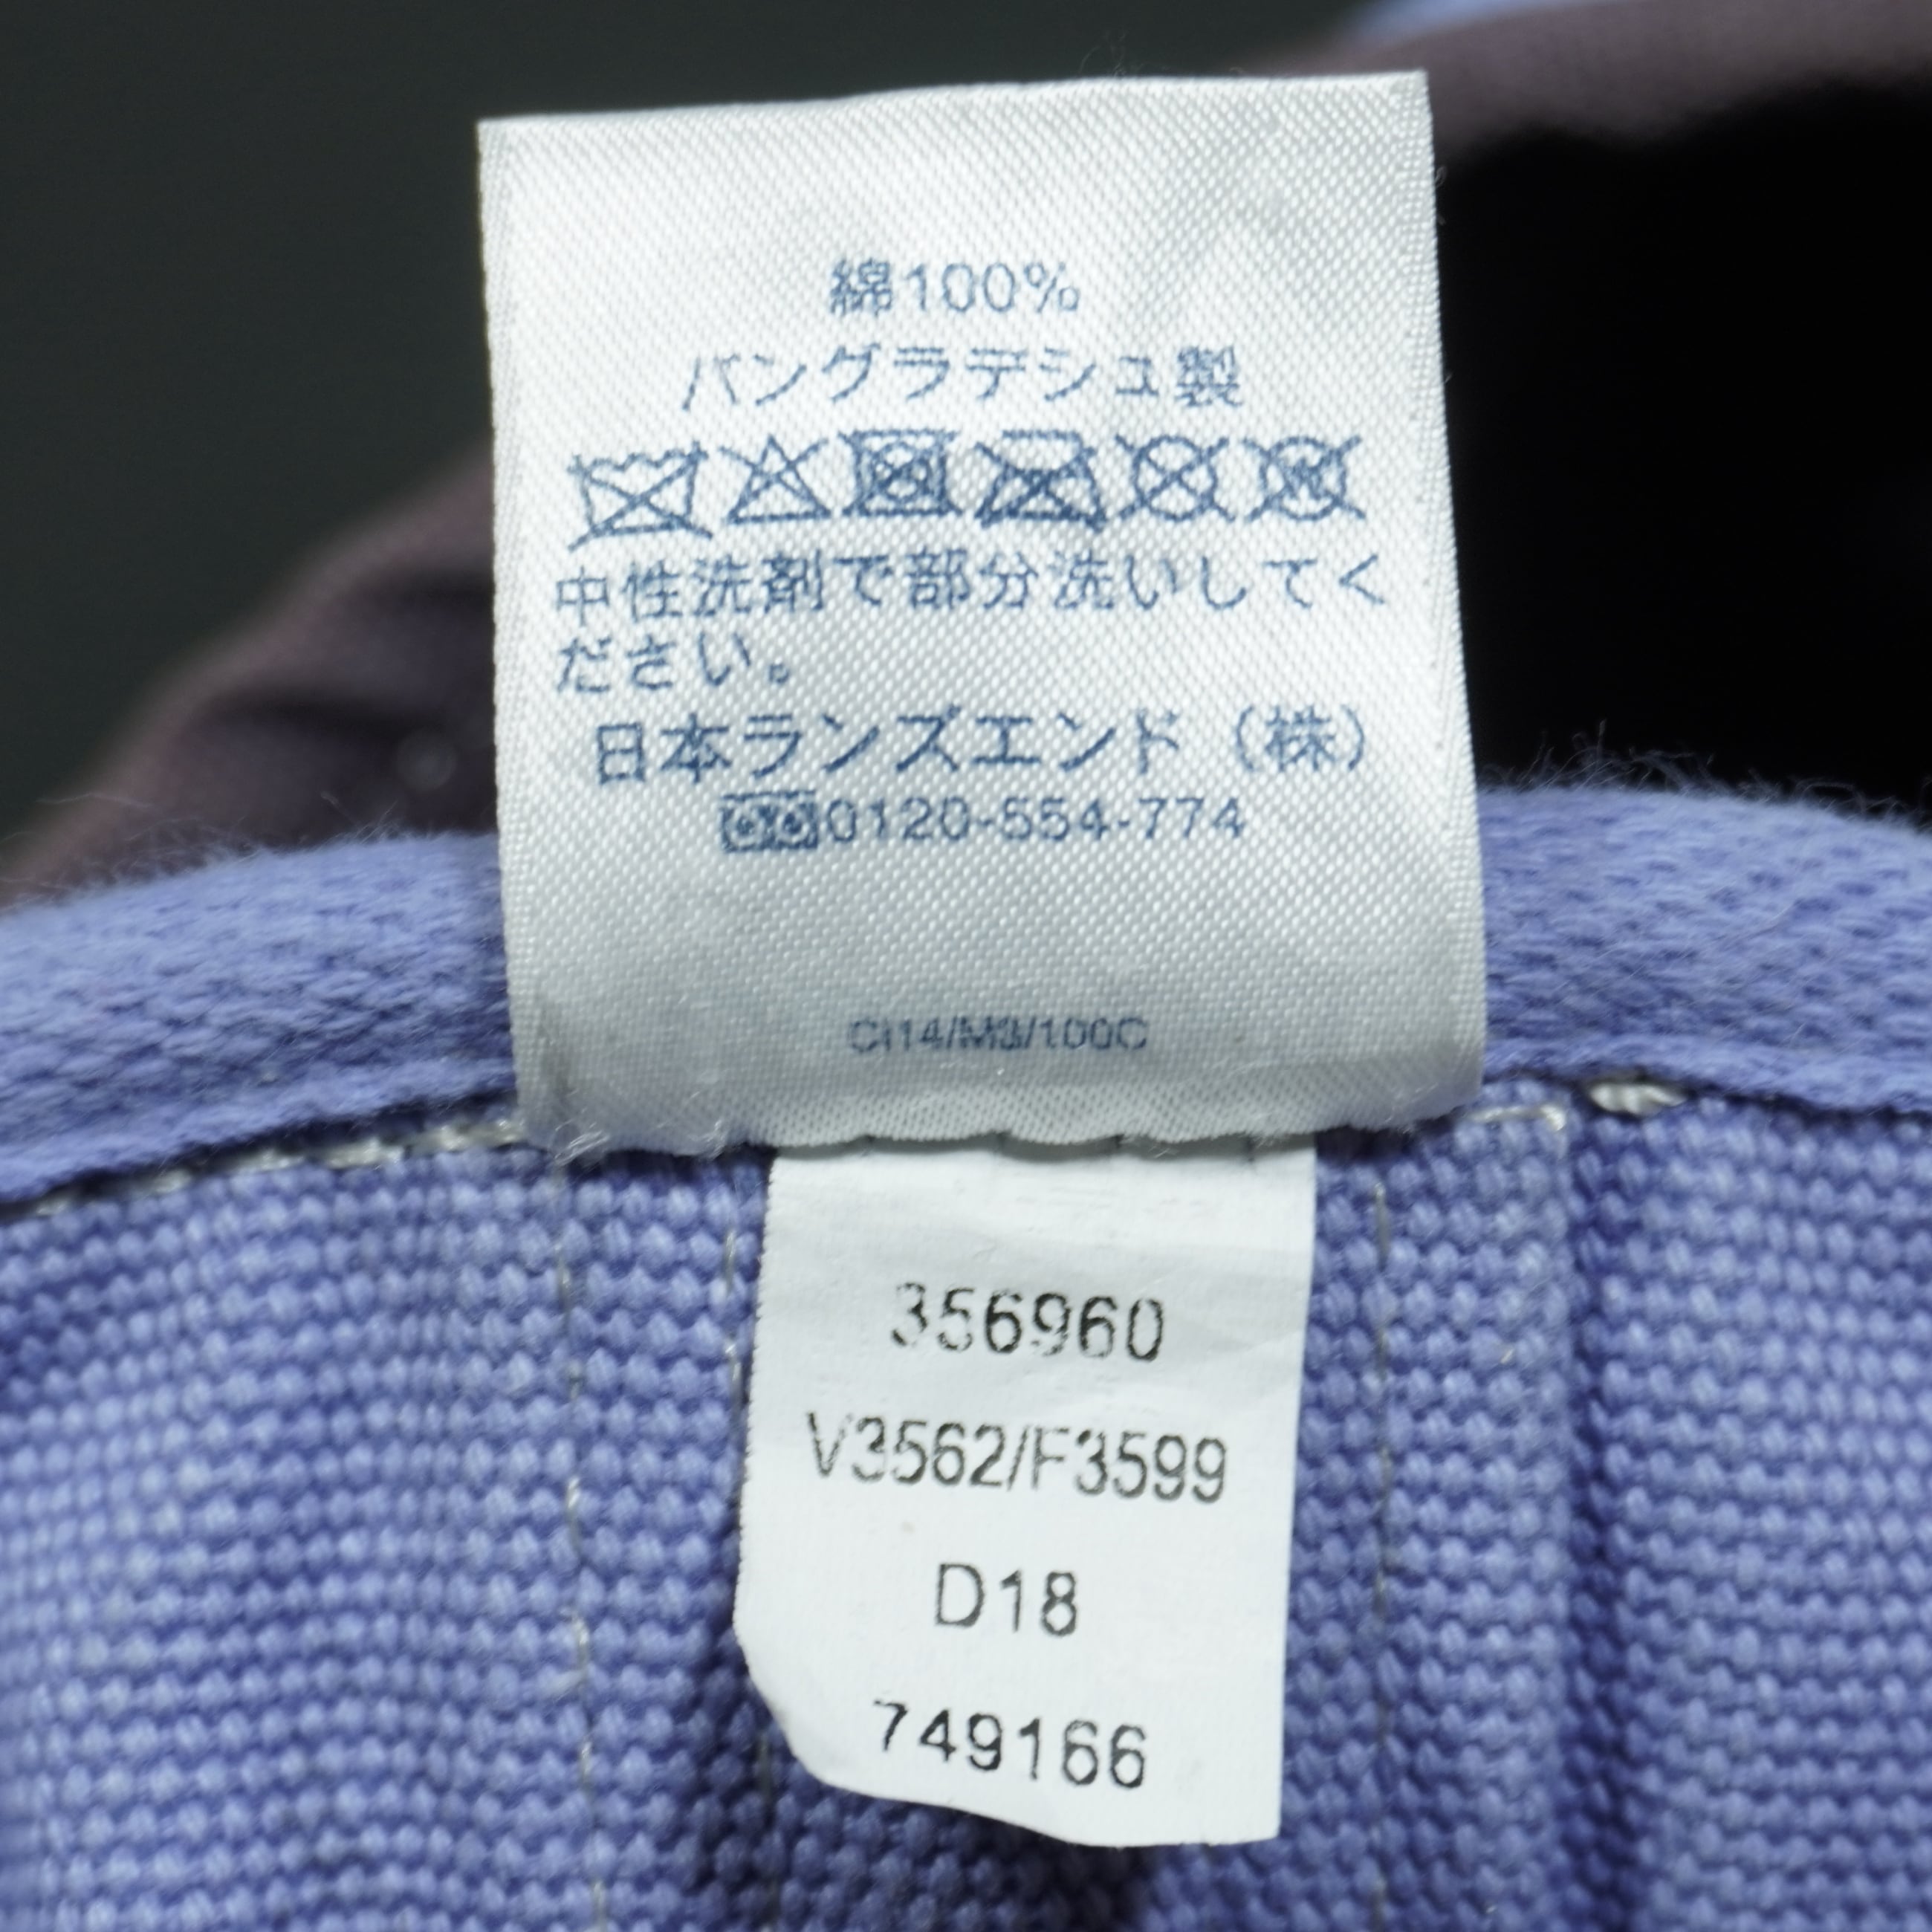 綿100%
バングラデシュ製
中性洗剤で部分洗いしてく
ださい。
日本ランズエンド（株）
0120-554-774
CI14/M3/100C
356960
V3562/F3599
D18
749166